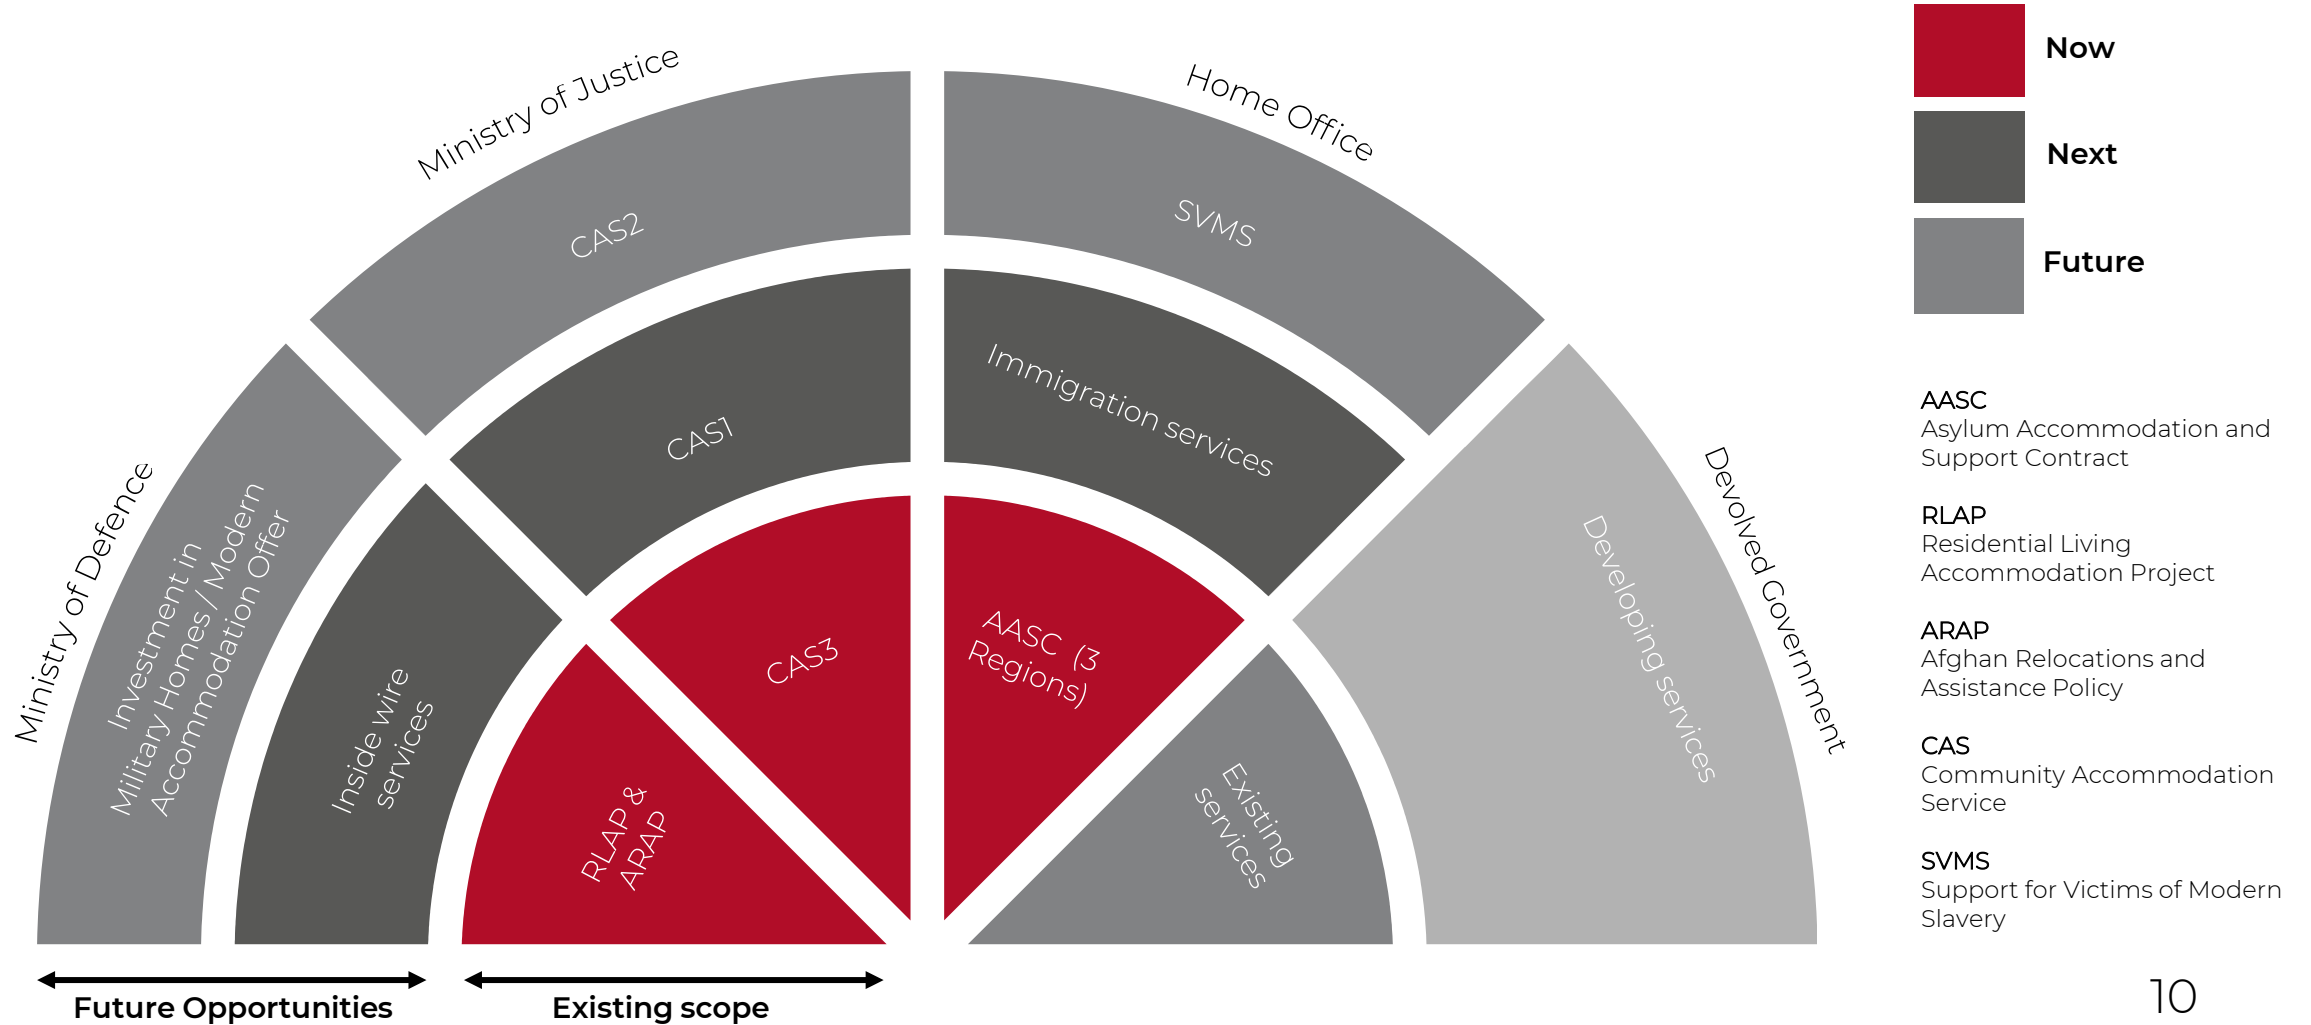 Ministry of Justice
Home Office
Ministry of Defence
Devolved Government
CAS2
SVMS
CAS1
Immigration services
Investment in
Military Homes / Modern
Accommodation Offer
Inside wire
services
CAS3
AASC (3
Regions)
RLAP &
ARAP
Existing
services
Developing services
Future Opportunities
Existing scope
Now
Next
Future
AASC
Asylum Accommodation and
Support Contract
RLAP
Residential Living
Accommodation Project
ARAP
Afghan Relocations and
Assistance Policy
CAS
Community Accommodation
Service
SVMS
Support for Victims of Modern
Slavery
10